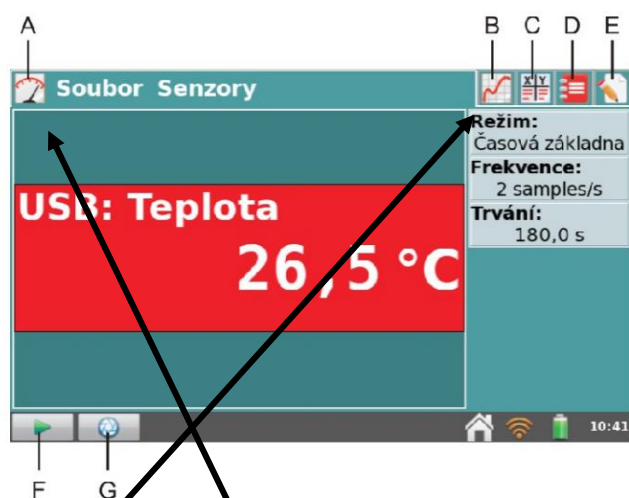 A B C D E
Soubor Senzory
X Y
Režim:
Časová základna
Frekvence:
2 samples/s
Trvání:
180,0 s
USB: Teplota
26,5 °C
10:41
F G